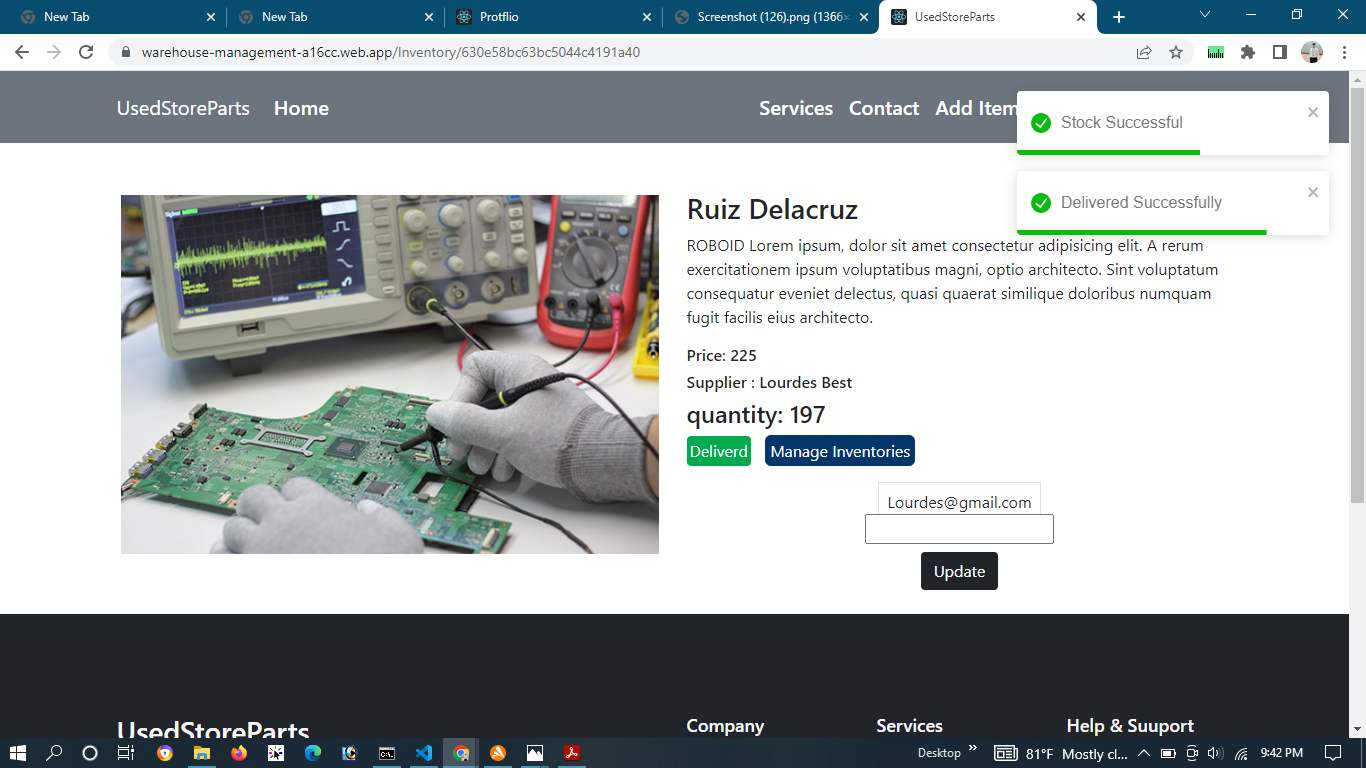 New Tab
New Tab
Protflio
Screenshot (126).png (1366×
UsedStoreParts
warehouse-management-a16cc.web.app/Inventory/630e58bc63bc5044c4191a40
UsedStoreParts Home Services Contact Add Item
Stock Successful
Delivered Successfully
Ruiz Delacruz
ROBOID Lorem ipsum, dolor sit amet consectetur adipisicing elit. A rerum
exercitationem ipsum voluptatibus magni, optio architecto. Sint voluptatum
consequatur eveniet delectus, quasi quaerat similique doloribus numquam
fugit facilis eius architecto.
Price: 225
Supplier : Lourdes Best
quantity: 197
Deliverd Manage Inventories
Lourdes@gmail.com
Update
UsedStoreParts Company Services Help & Suuport
Desktop 81°F Mostly cl... 9:42 PM